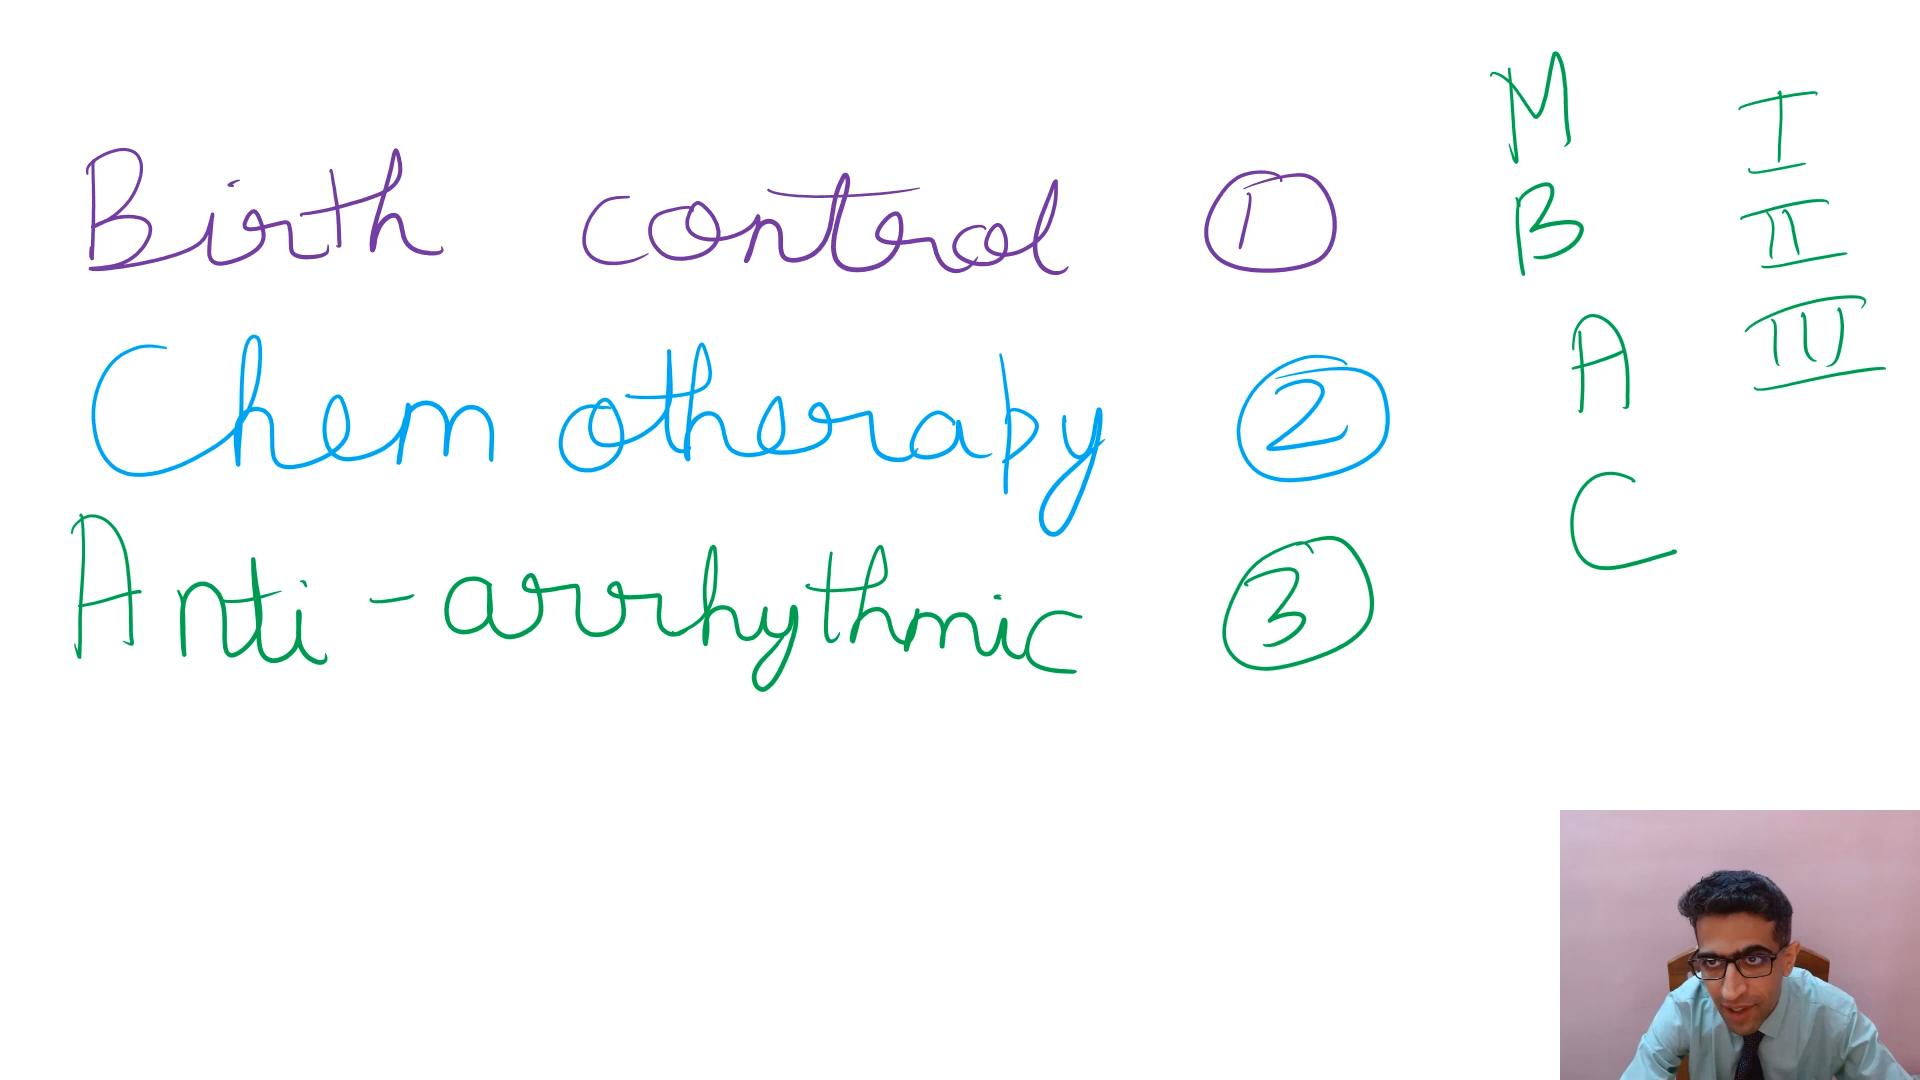 Birth control 1
Chemotherapy 2
Anti-arrhythmic 3
M
B
A
C
I
II
III